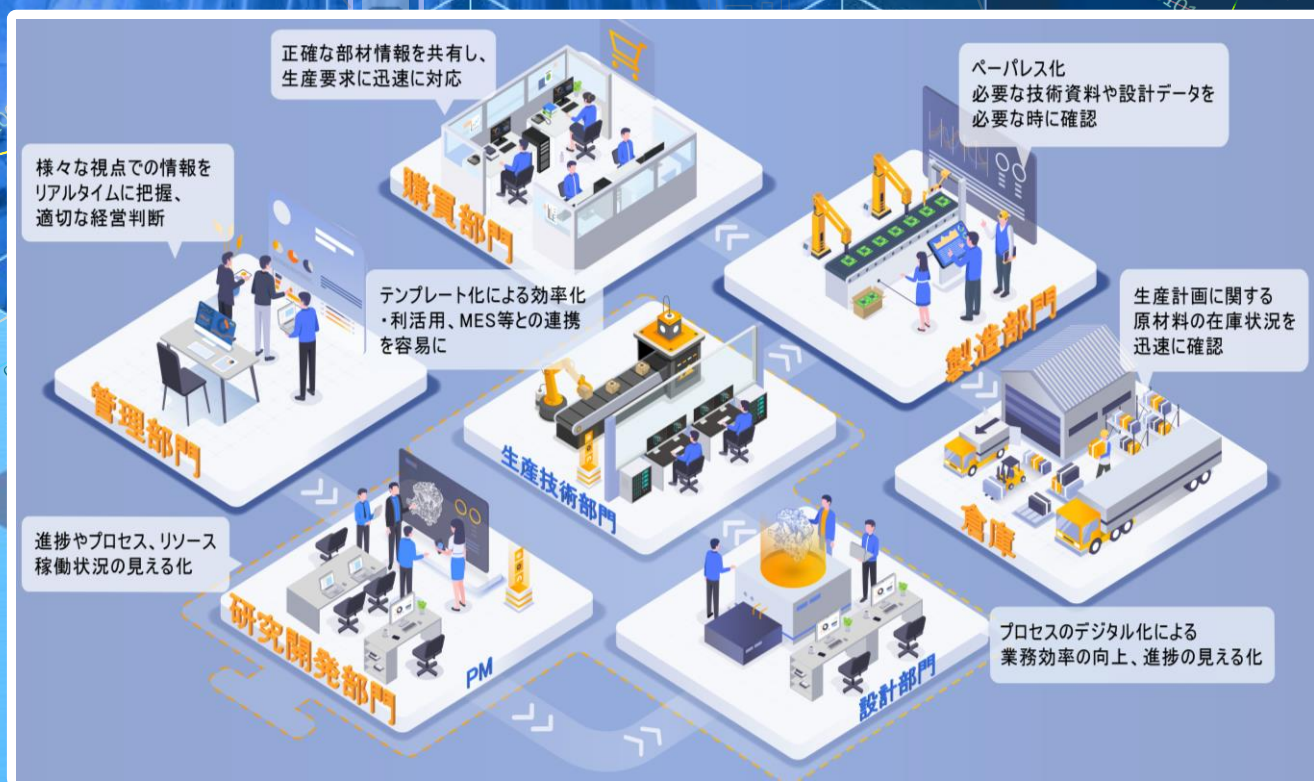 正確な部材情報を共有し、
生産要求に迅速に対応
購買部門
ペーパレス化
必要な技術資料や設計データを
必要な時に確認
製造部門
様々な視点での情報を
リアルタイムに把握、
適切な経営判断
管理部門
テンプレート化による効率化
・利活用、MES等との連携
を容易に
生産技術部門
生産計画に関する
原材料の在庫状況を
迅速に確認
倉庫
進捗やプロセス、リソース
稼働状況の見える化
研究開発部門
PM
設計部門
プロセスのデジタル化による
業務効率の向上、進捗の見える化